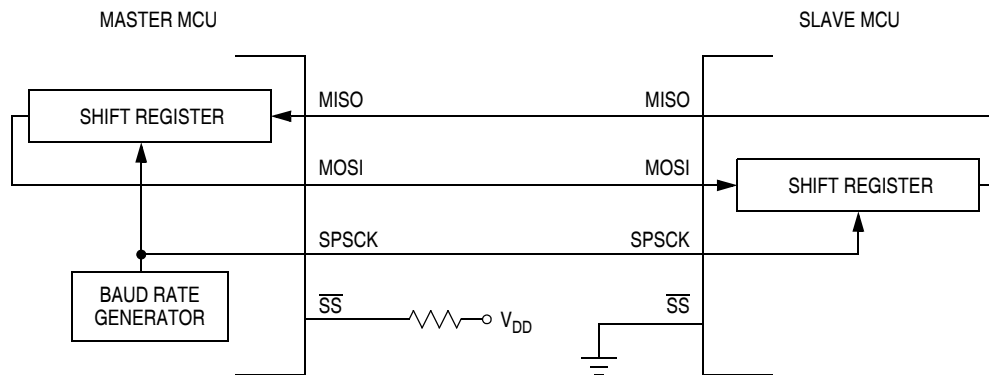 MASTER MCU
SLAVE MCU
SHIFT REGISTER
MISO
MISO
MOSI
MOSI
SHIFT REGISTER
SPSCK
SPSCK
BAUD RATE
GENERATOR
SS
VDD
SS